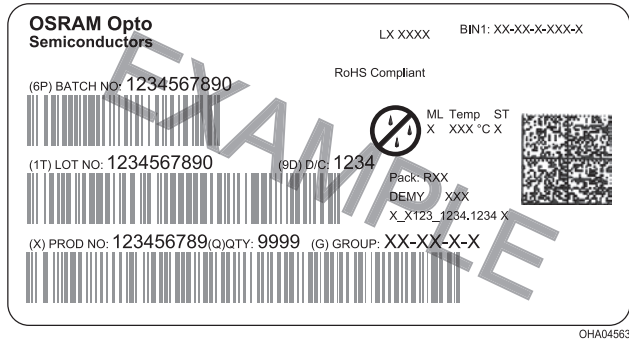 OSRAM Opto
Semiconductors
LX XXXX
BIN1: XX-XX-X-XXX-X
RoHS Compliant
(6P) BATCH NO: 1234567890
ML Temp ST
X XXX °C X
(1T) LOT NO: 1234567890 (9D) D/C: 1234
Pack: RXX
DEMY XXX
X_X123_1234.1234 X
(X) PROD NO: 123456789(Q)QTY: 9999 (G) GROUP: XX-XX-X-X
EXAMPLE
OHA04563